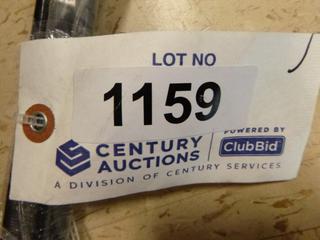 LOT NO
1159
CENTURY AUCTIONS
POWERED BY
ClubBid
A DIVISION OF CENTURY SERVICES